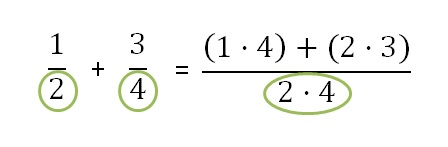 1/2 + 3/4 = (1 · 4) + (2 · 3)/2 · 4